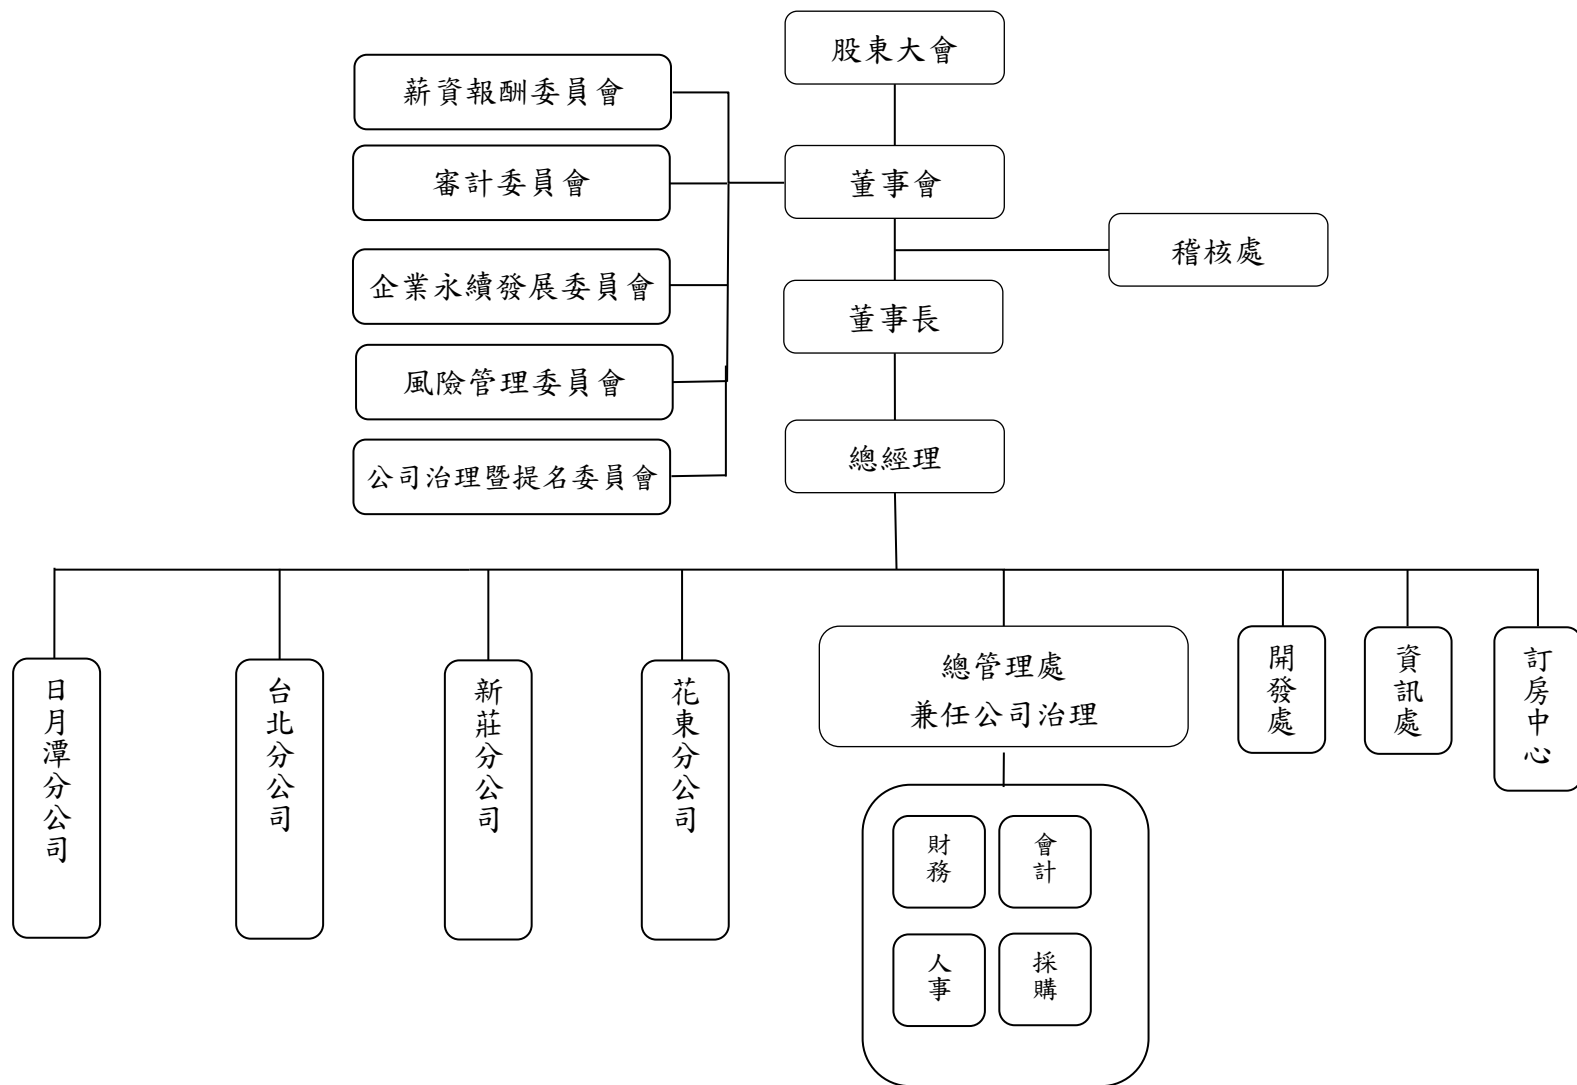 股東大會
薪資報酬委員會
審計委員會
董事會
稽核處
企業永續發展委員會
董事長
風險管理委員會
總經理
公司治理暨提名委員會
日月潭分公司
台北分公司
新莊分公司
花東分公司
總管理處
兼任公司治理
開發處
資訊處
訂房中心
財務
會計
人事
採購